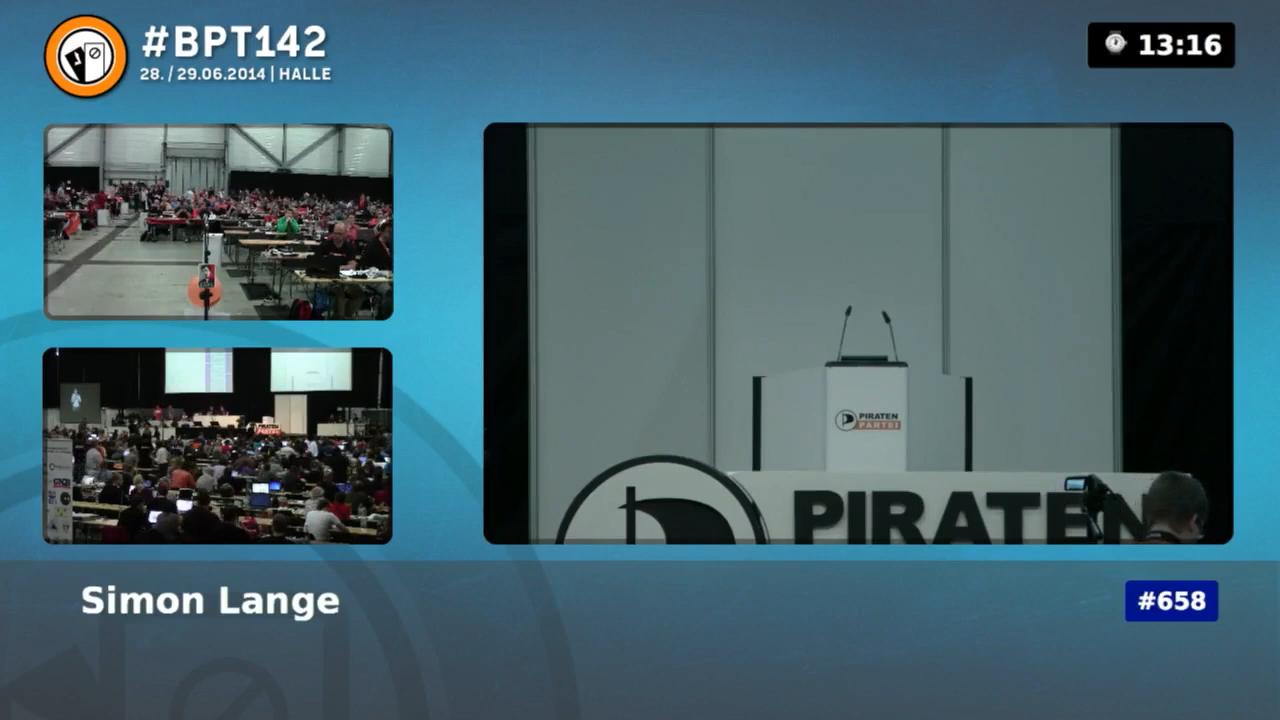 #BPT142
28. / 29.06.2014 | HALLE
13:16
PIRATEN
PARTEI
PIRATEN
Simon Lange
#658